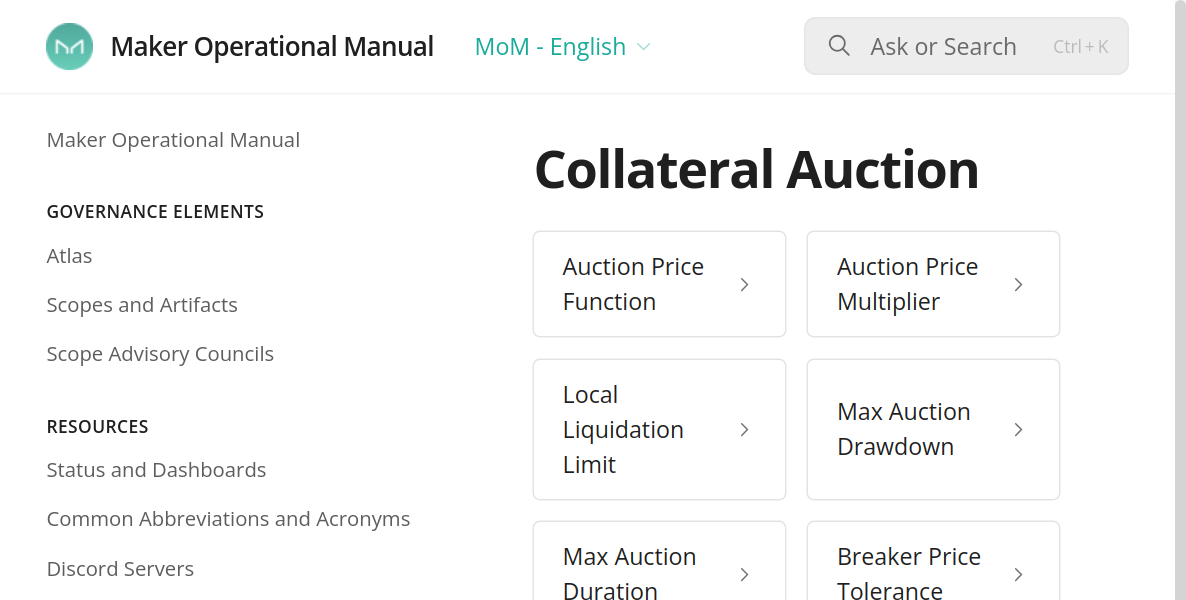 Maker Operational Manual
MoM - English
Ask or Search
Ctrl + K
Maker Operational Manual
GOVERNANCE ELEMENTS
Atlas
Scopes and Artifacts
Scope Advisory Councils
RESOURCES
Status and Dashboards
Common Abbreviations and Acronyms
Discord Servers
Collateral Auction
Auction Price
Function
Auction Price
Multiplier
Local
Liquidation
Limit
Max Auction
Drawdown
Max Auction
Duration
Breaker Price
Tolerance